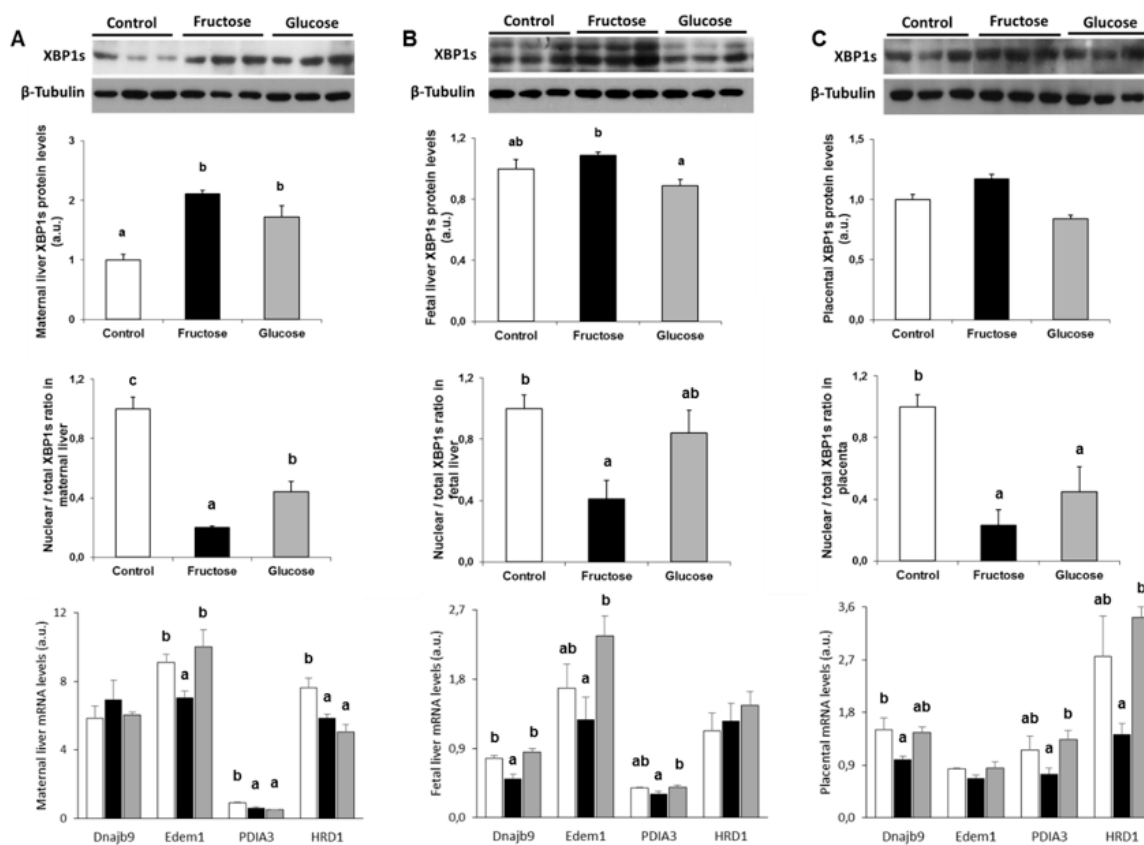 A
Control Fructose Glucose
XBP1s
β-Tubulin
Maternal liver XBP1s protein levels
(a.u.)
3
2
1
0
a
b
b
Control Fructose Glucose
Nuclear / total XBP1s ratio in
maternal liver
1,2
0,8
0,4
0,0
c
a
b
Control Fructose Glucose
Maternal liver mRNA levels (a.u.)
12
9
6
3
0
b a b
b a a
b a a
Dnajb9 Edem1 PDIA3 HRD1
B
Control Fructose Glucose
XBP1s
β-Tubulin
Fetal liver XBP1s protein levels
(a.u.)
1,2
0,8
0,4
0,0
ab
b
a
Control Fructose Glucose
Nuclear / total XBP1s ratio in
fetal liver
1,2
0,8
0,4
0,0
b
a
ab
Control Fructose Glucose
Fetal liver mRNA levels (a.u.)
2,7
1,8
0,9
0,0
b a b
ab a b
ab a b
Dnajb9 Edem1 PDIA3 HRD1
C
Control Fructose Glucose
XBP1s
β-Tubulin
Placental XBP1s protein levels
(a.u.)
1,5
1,0
0,5
0,0
Control Fructose Glucose
Nuclear / total XBP1s ratio in
placenta
1,2
0,8
0,4
0,0
b
a
a
Control Fructose Glucose
Placental mRNA levels (a.u.)
3,6
2,7
1,8
0,9
0,0
b a ab
ab a b
ab a b
Dnajb9 Edem1 PDIA3 HRD1